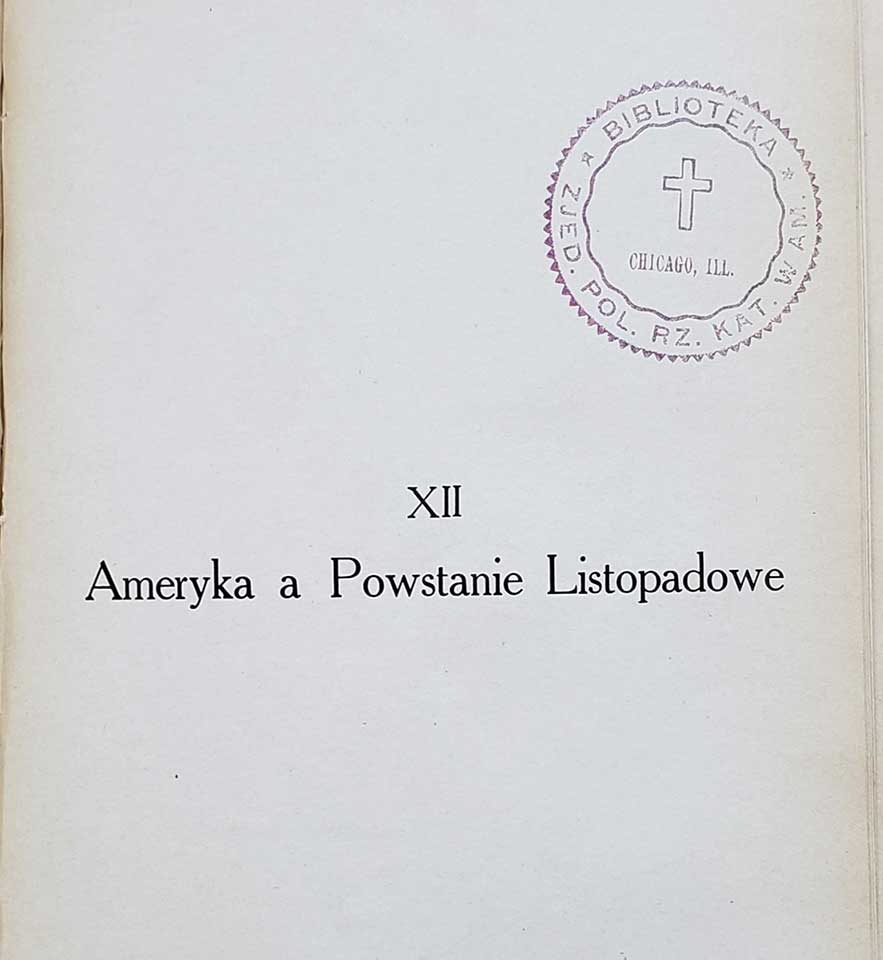 * BIBLiOTEKA *
ZJED. POL. RZ. KAT. W AM.
CHICAGO, ILL.
XII
Ameryka a Powstanie Listopadowe